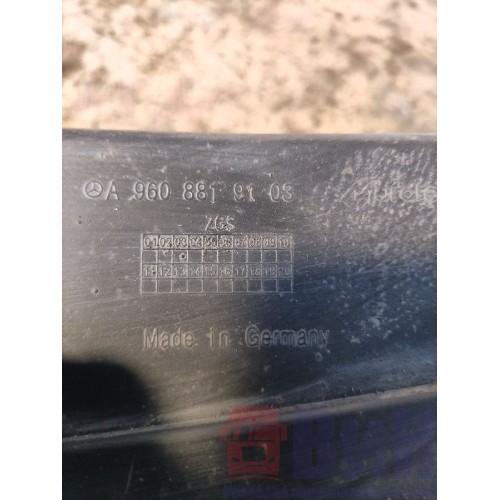 A 960 881 91 03
ZGS
01 02 03 04 05 06 07 08 09 10
11 12 13 14 15 16 17 18 19 20
Made in Germany